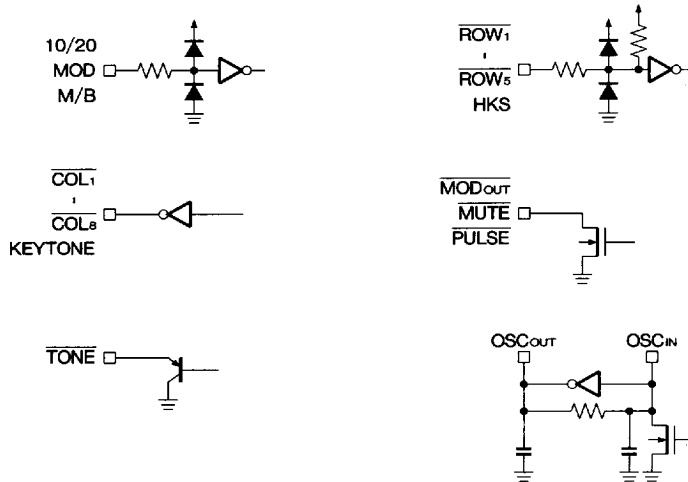 10/20
MOD
M/B
ROW1
ROW5
HKS
COL1
COL8
KEYTONE
MODOUT
MUTE
PULSE
TONE
OSCOUT
OSCIN